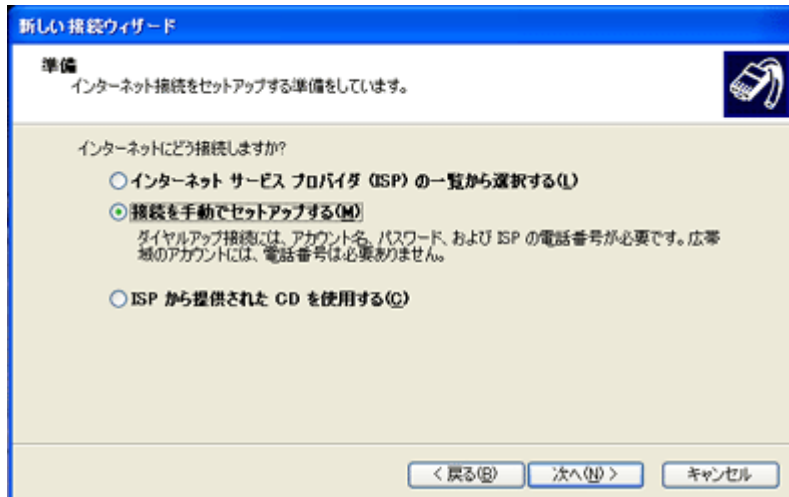 新しい接続ウィザード
準備
インターネット接続をセットアップする準備をしています。
インターネットにどう接続しますか?
インターネット サービス プロバイダ (ISP) の一覧から選択する(L)
接続を手動でセットアップする(M)
ダイヤルアップ接続には、アカウント名、パスワード、および ISP の電話番号が必要です。広帯
域のアカウントには、電話番号は必要ありません。
ISP から提供された CD を使用する(C)
< 戻る(B) 次へ(N) > キャンセル